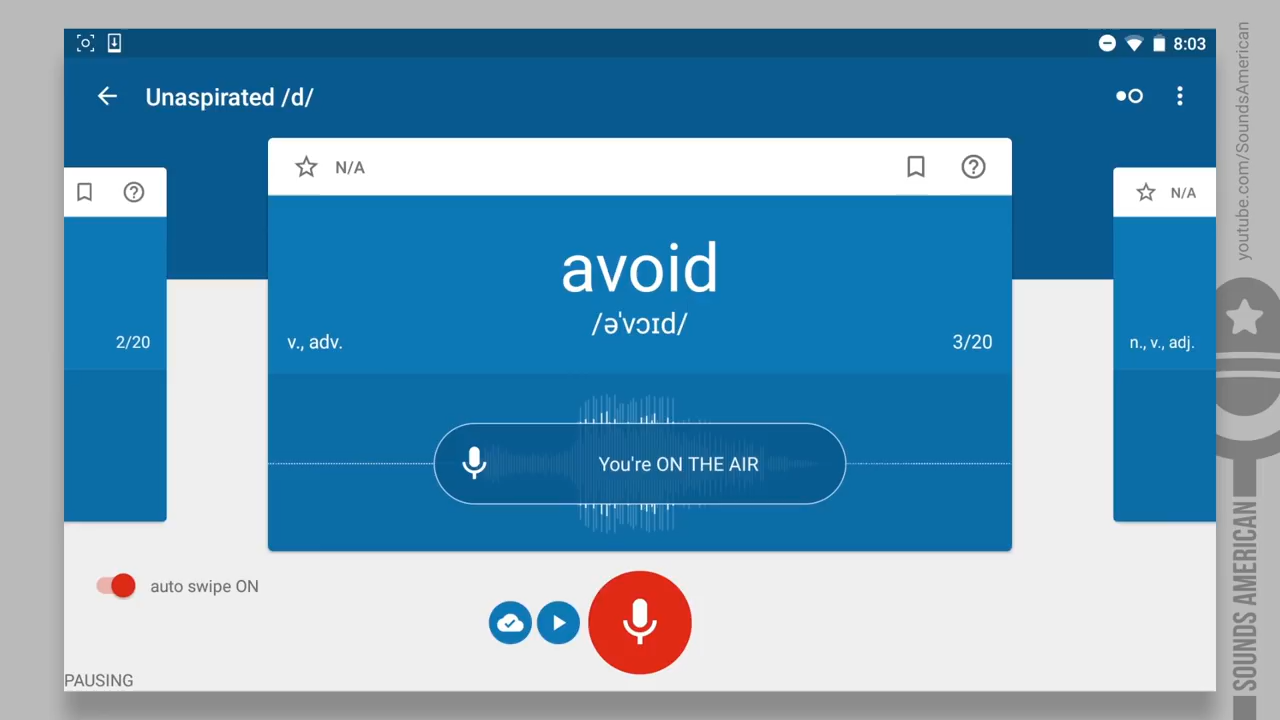 8:03
Unaspirated /d/
N/A
N/A
avoid
/əˈvɔɪd/
2/20
v., adv.
3/20
n., v., adj.
You're ON THE AIR
auto swipe ON
PAUSING
youtube.com/SoundsAmerican
SOUNDS AMERICAN